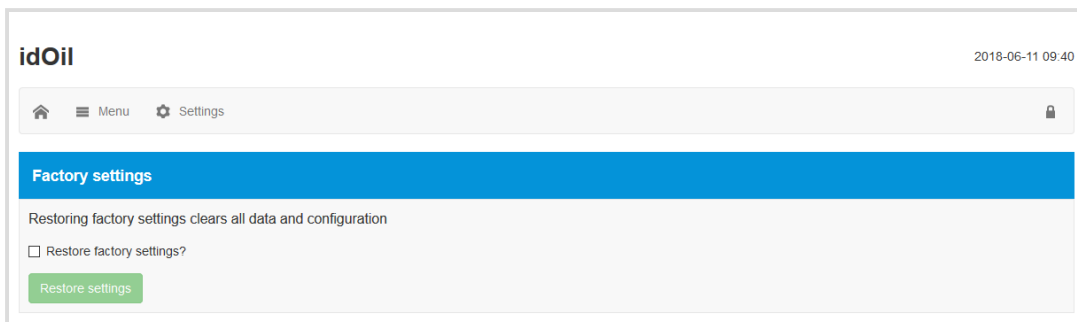 idOil
2018-06-11 09:40
Menu Settings
Factory settings
Restoring factory settings clears all data and configuration
Restore factory settings?
Restore settings